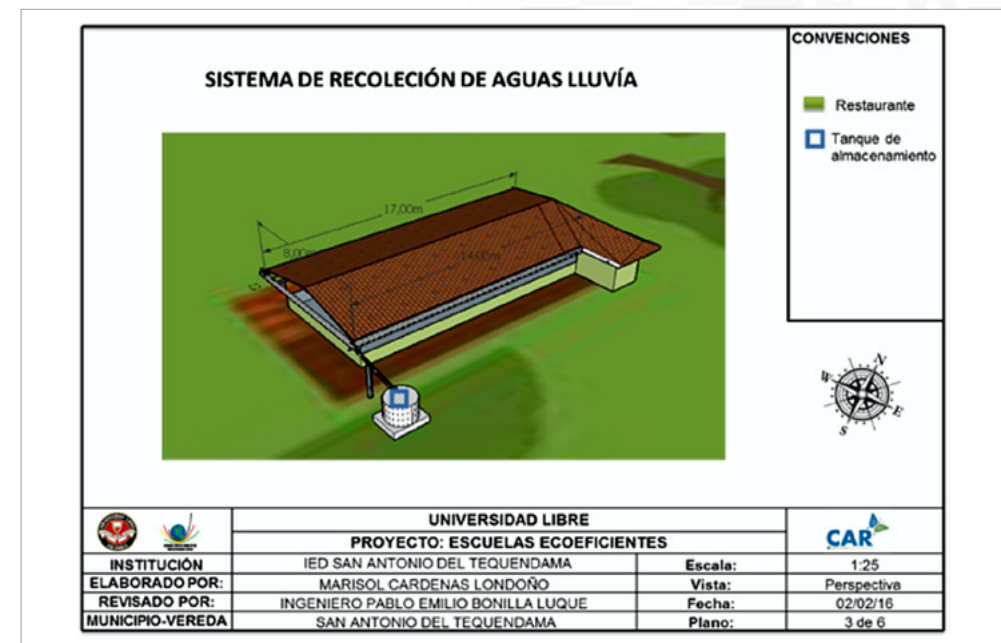 CONVENCIONES
SISTEMA DE RECOLECIÓN DE AGUAS LLUVÍA
Restaurante
Tanque de
almacenamiento
17,00m
8,00m
14,00m
N
W
E
S
UNIVERSIDAD LIBRE
PROYECTO: ESCUELAS ECOEFICIENTES
CAR
INSTITUCIÓN IED SAN ANTONIO DEL TEQUENDAMA Escala: 1:25
ELABORADO POR: MARISOL CARDENAS LONDOÑO Vista: Perspectiva
REVISADO POR: INGENIERO PABLO EMILIO BONILLA LUQUE Fecha: 02/02/16
MUNICIPIO-VEREDA SAN ANTONIO DEL TEQUENDAMA Plano: 3 de 6